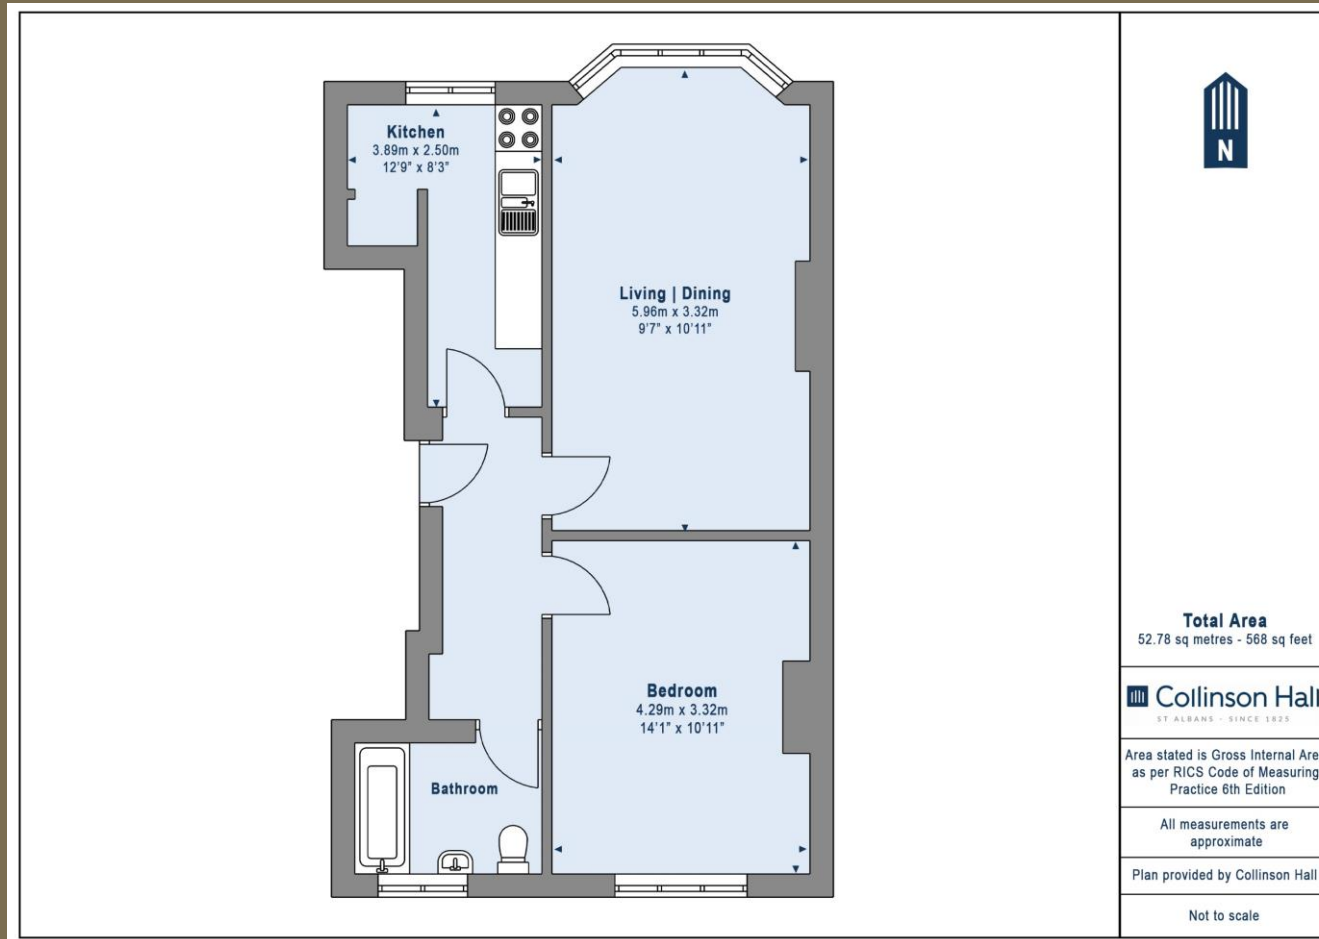 Kitchen
3.89m x 2.50m
12'9" x 8'3"
Living | Dining
5.96m x 3.32m
9'7" x 10'11"
Bedroom
4.29m x 3.32m
14'1" x 10'11"
Bathroom
N
Total Area
52.78 sq metres - 568 sq feet
Collinson Hall
ST ALBANS - SINCE 1825
Area stated is Gross Internal Are
as per RICS Code of Measuring
Practice 6th Edition
All measurements are
approximate
Plan provided by Collinson Hall
Not to scale